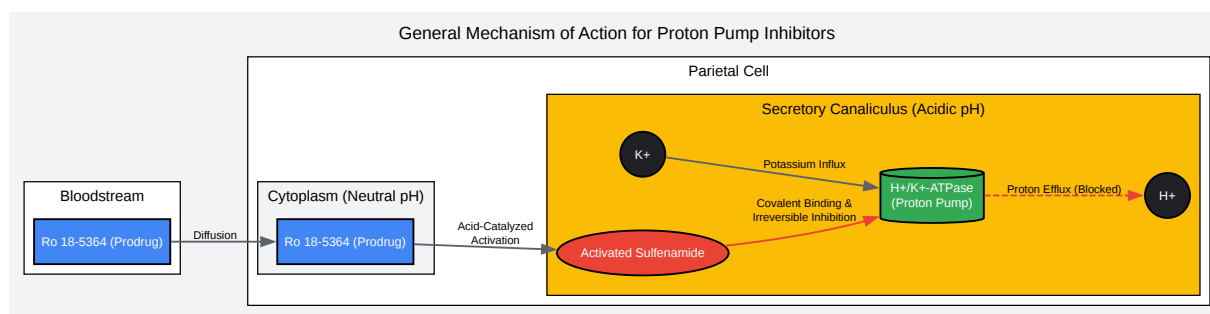 General Mechanism of Action for Proton Pump Inhibitors
Parietal Cell
Secretory Canaliculus (Acidic pH)
Bloodstream
Ro 18-5364 (Prodrug)
Diffusion
Cytoplasm (Neutral pH)
Ro 18-5364 (Prodrug)
Acid-Catalyzed
Activation
K+
Potassium Influx
Activated Sulfenamide
Covalent Binding &
Irreversible Inhibition
H+/K+-ATPase
(Proton Pump)
Proton Efflux (Blocked)
H+